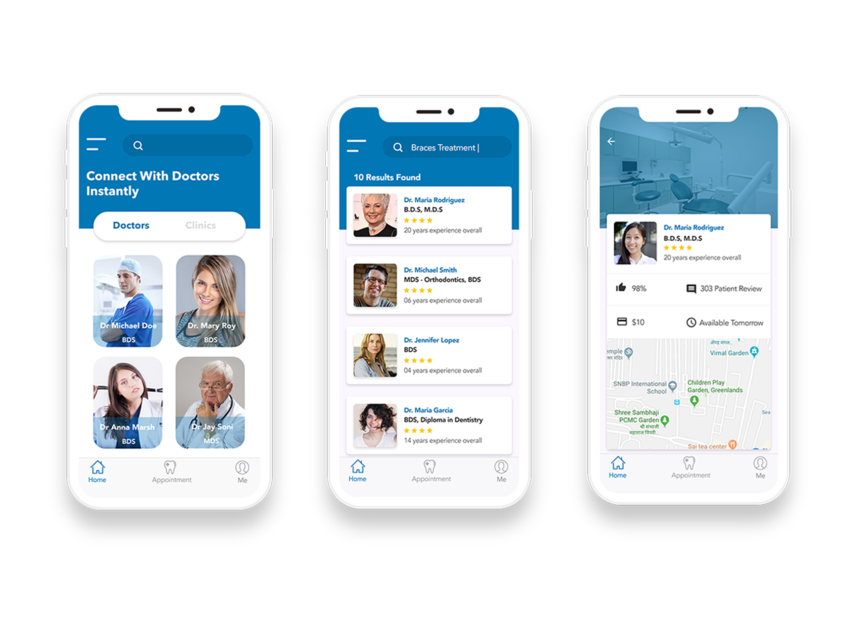 Connect With Doctors
Instantly
Doctors
Clinics
Dr Michael Doe
BDS
Dr. Mary Roy
BDS
Dr Anna Marsh
BDS
Dr Jay Soni
MDS
Home
Appointment
Me
Braces Treatment|
10 Results Found
Dr. Maria Rodriguez
B.D.S, M.D.S
20 years experience overall
Dr. Michael Smith
MDS - Orthodontics, BDS
06 years experience overall
Dr. Jennifer Lopez
BDS
04 years experience overall
Dr. Maria Garcia
BDS, Diploma in Dentistry
14 years experience overall
Home
Appointment
Me
Dr. Maria Rodriguez
B.D.S, M.D.S
20 years experience overall
98%
303 Patient Review
$10
Available Tomorrow
Vimal Garden
SNBP International
School
Children Play
Garden, Greenlands
Shree Sambhaji
PCMC Garden
Sai tea center
Home
Appointment
Me